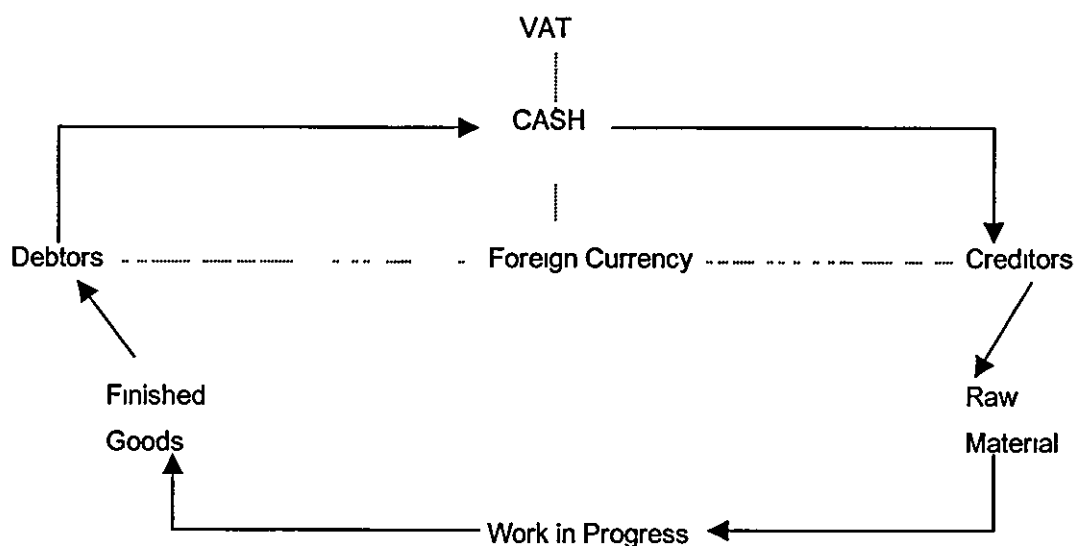 VAT
CASH
Debtors
Foreign Currency
Creditors
Finished
Goods
Raw
Material
Work in Progress